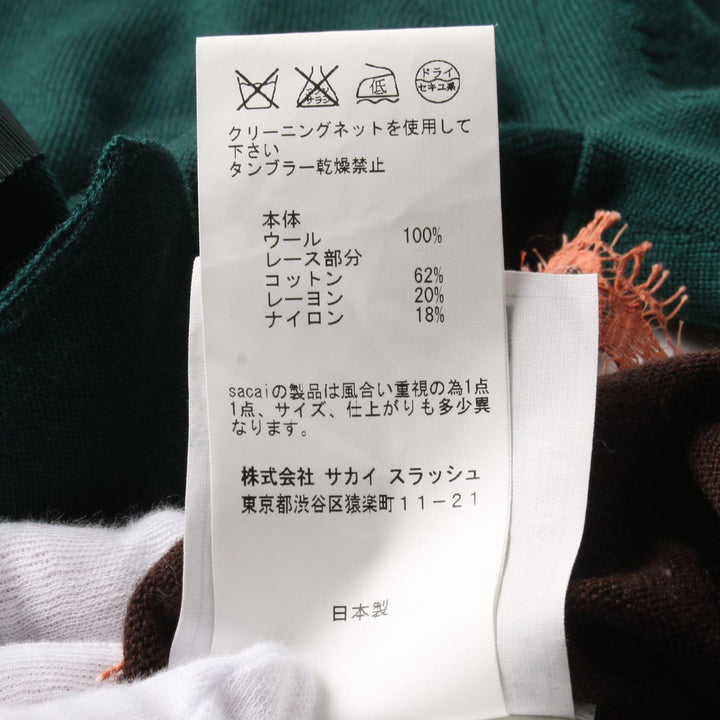 エンソ
サラシ
低
ドライ
セキユ系
クリーニングネットを使用して
下さい
タンブラー乾燥禁止
本体
ウール 100%
レース部分
コットン 62%
レーヨン 20%
ナイロン 18%
sacaiの製品は風合い重視の為1点
1点、サイズ、仕上がりも多少異
なります。
株式会社 サカイ スラッシュ
東京都渋谷区猿楽町11−21
日本製